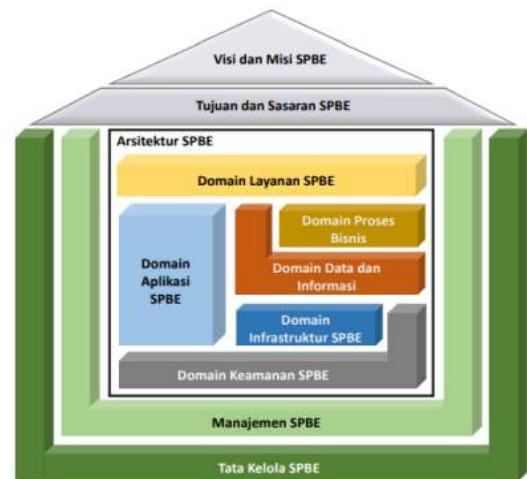 Visi dan Misi SPBE
Tujuan dan Sasaran SPBE
Arsitektur SPBE
Domain Layanan SPBE
Domain
Aplikasi
SPBE
Domain Proses
Bisnis
Domain Data dan
Informasi
Domain
Infrastruktur SPBE
Domain Keamanan SPBE
Manajemen SPBE
Tata Kelola SPBE